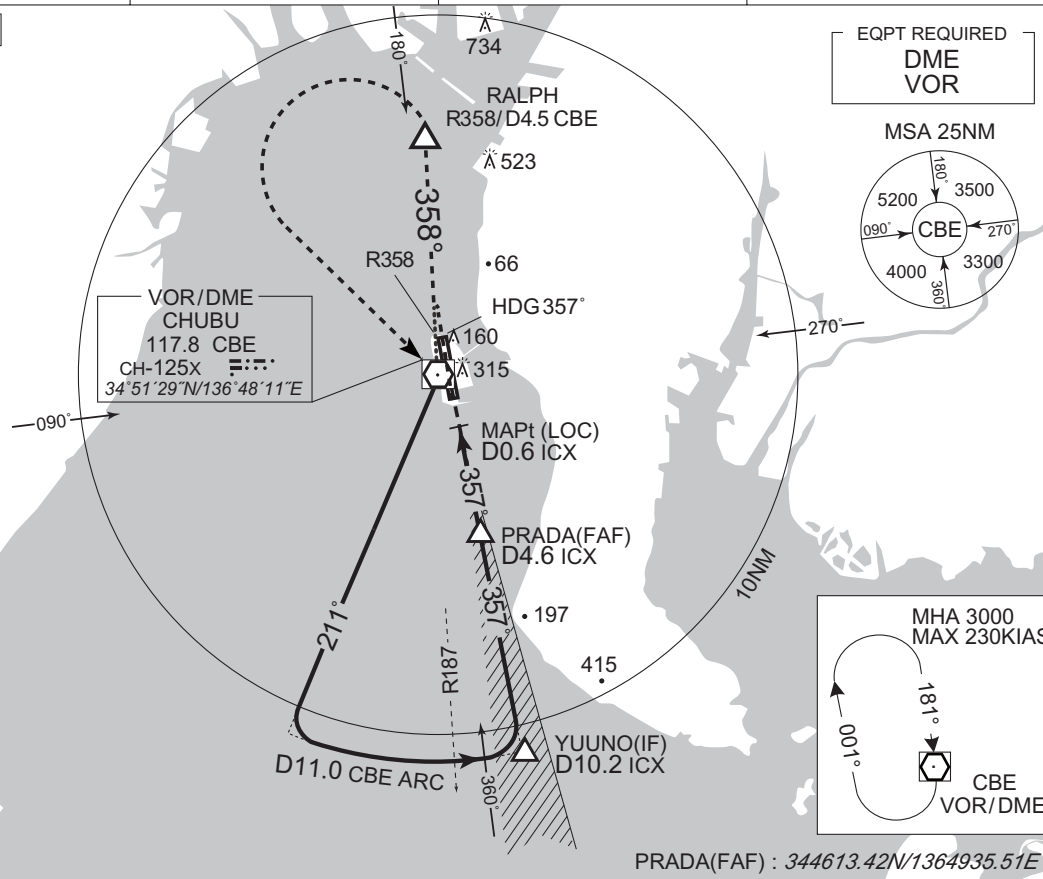 180°
734
EQPT REQUIRED
DME
VOR
RALPH
R358/D4.5 CBE
523
MSA 25NM
180°
5200
3500
090°
CBE
270°
4000
3300
360°
358°
R358
66
HDG 357°
VOR/DME
CHUBU
117.8 CBE
CH-125X
34°51′29″N/136°48′11″E
160
315
270°
090°
MAPt (LOC)
D0.6 ICX
357°
PRADA(FAF)
D4.6 ICX
10NM
357°
197
211°
R187
415
MHA 3000
MAX 230KIAS
181°
001°
YUUNO(IF)
D10.2 ICX
D11.0 CBE ARC
360°
CBE
VOR/DME
PRADA(FAF) : 344613.42N/1364935.51E